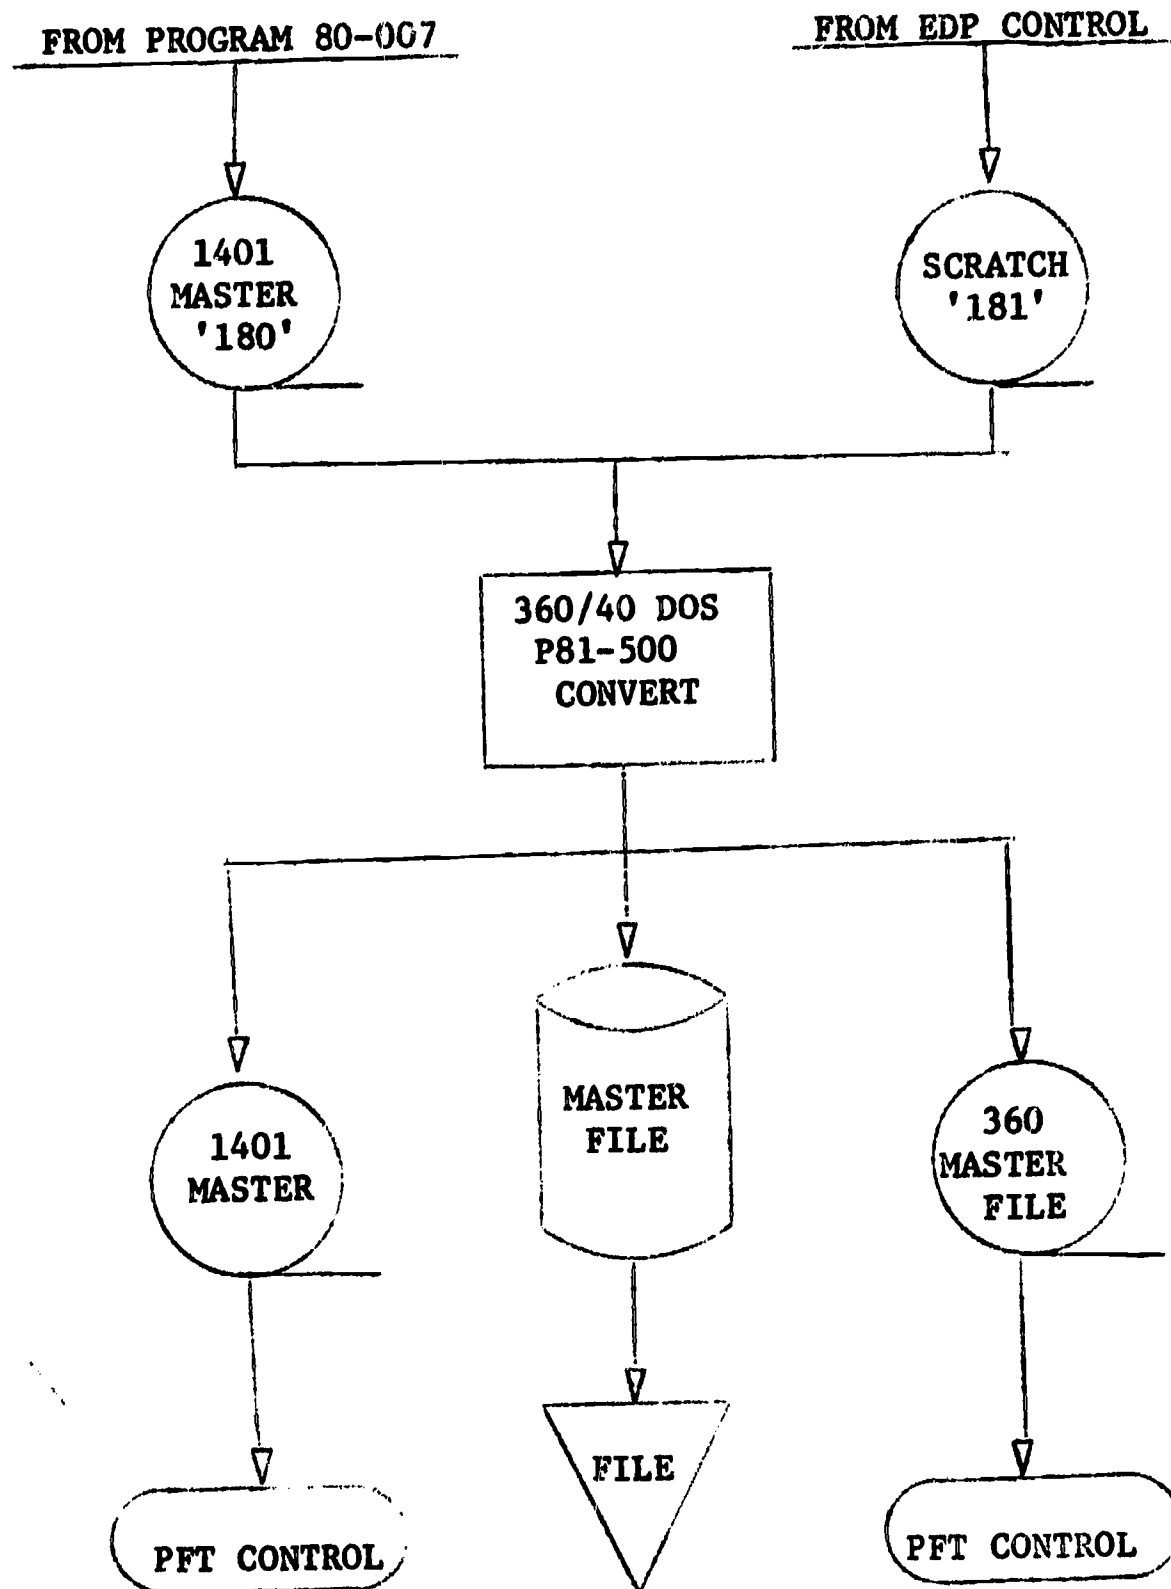 FROM PROGRAM 80-007
FROM EDP CONTROL
1401
MASTER
'180'
SCRATCH
'181'
360/40 DOS
P81-500
CONVERT
1401
MASTER
MASTER
FILE
360
MASTER
FILE
PFT CONTROL
FILE
PFT CONTROL